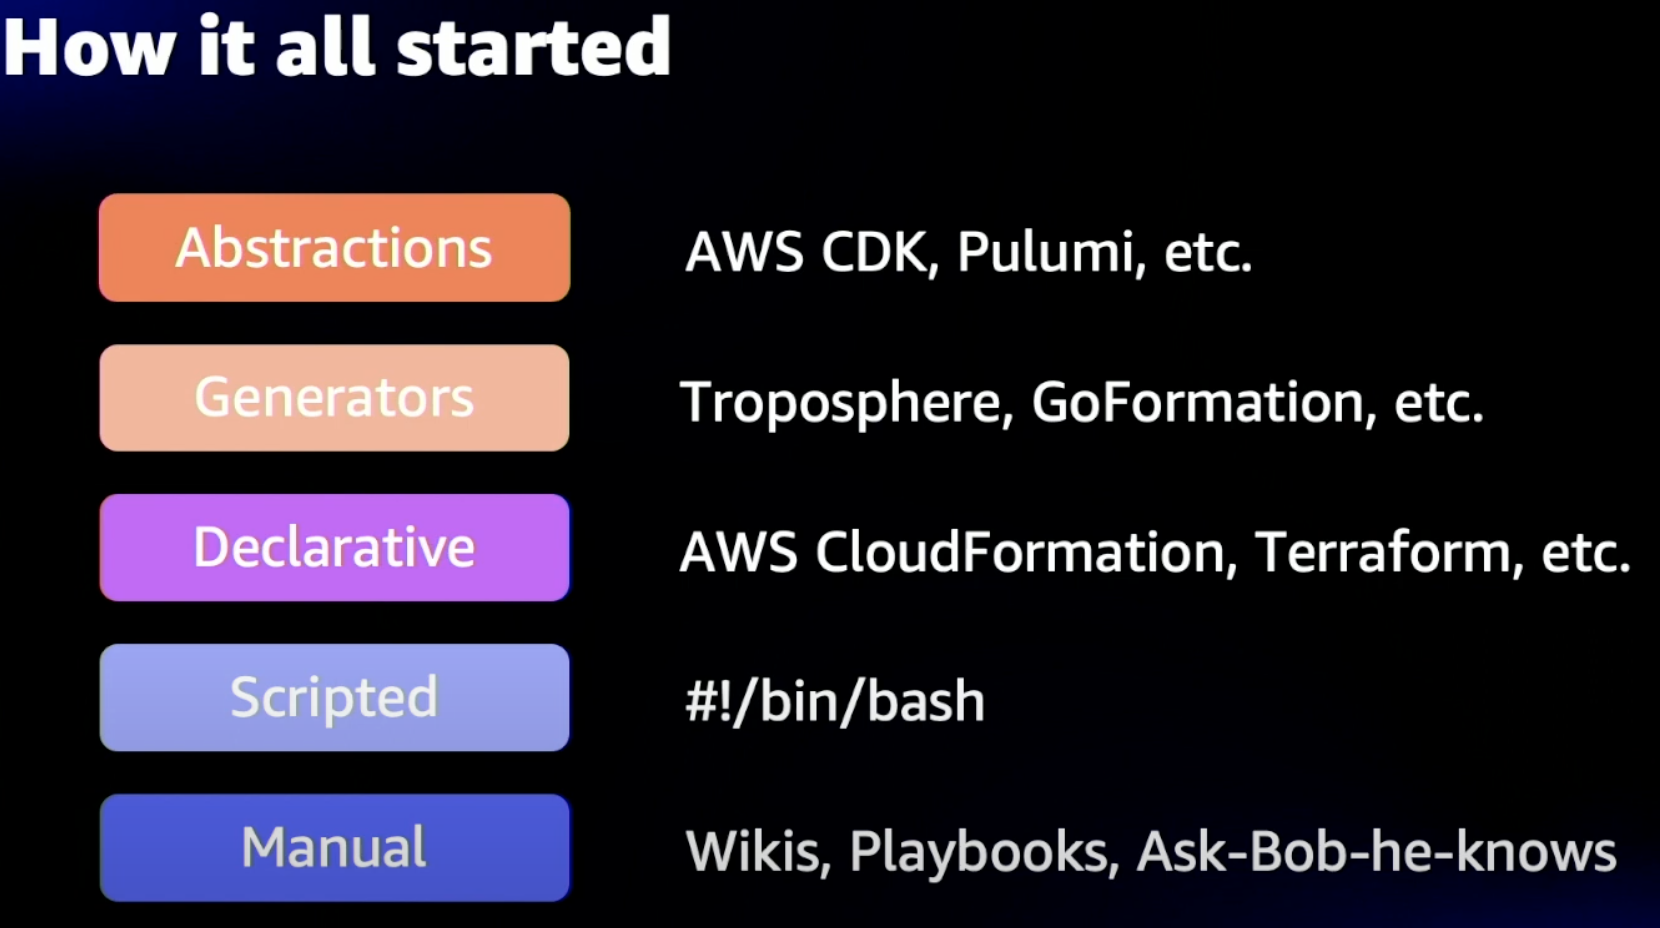 How it all started
Abstractions
AWS CDK, Pulumi, etc.
Generators
Troposphere, GoFormation, etc.
Declarative
AWS CloudFormation, Terraform, etc.
Scripted
#!/bin/bash
Manual
Wikis, Playbooks, Ask-Bob-he-knows